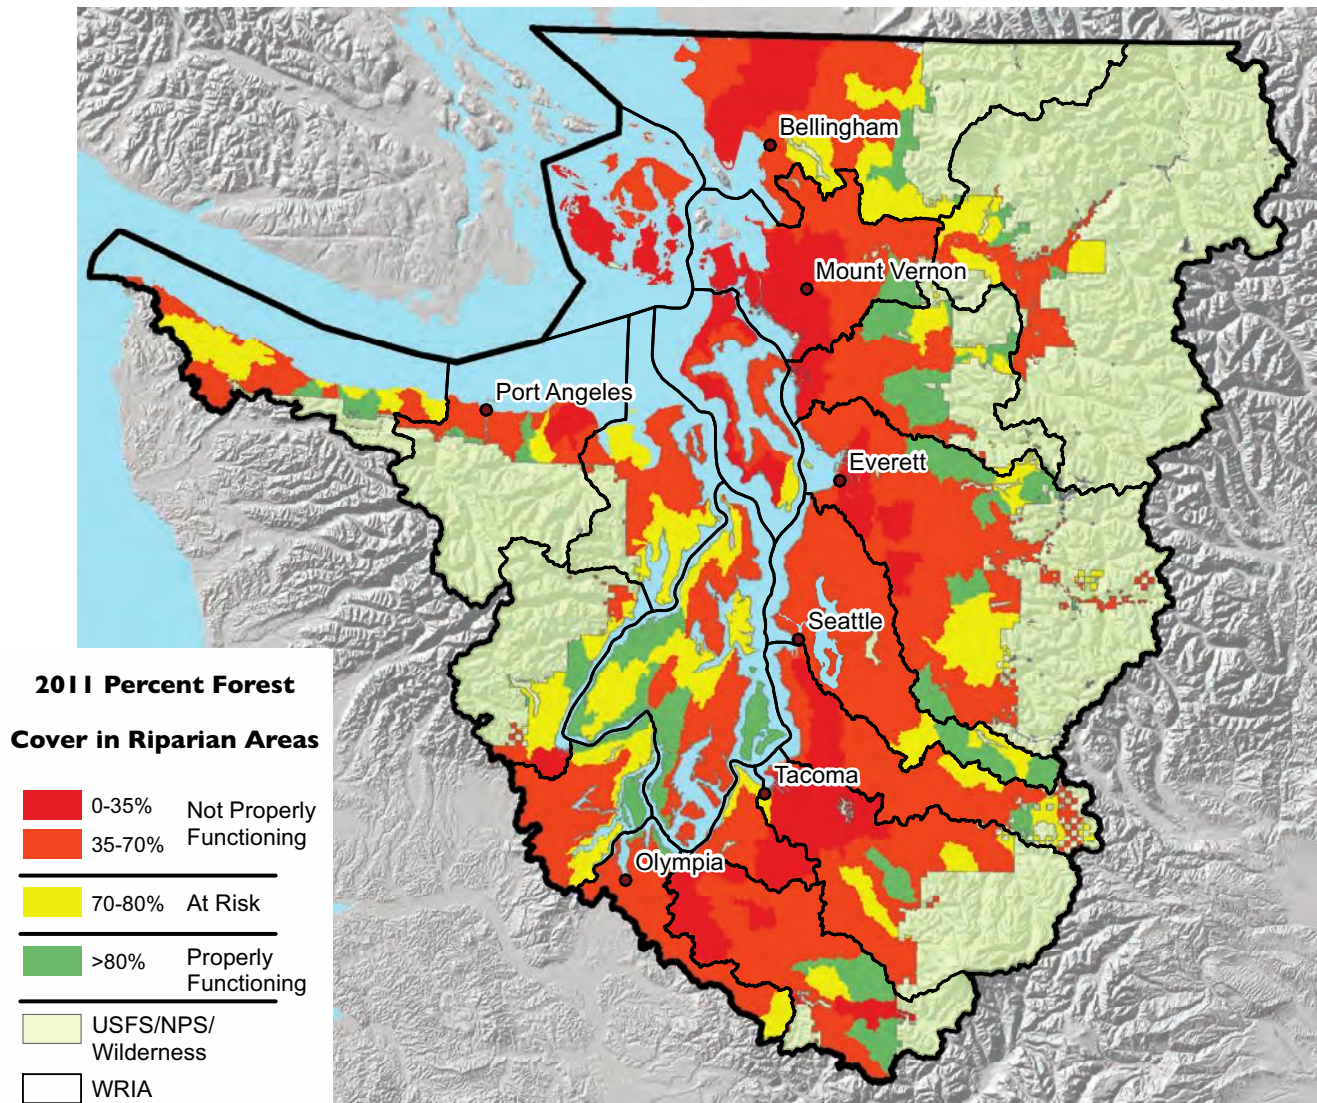 Bellingham
Mount Vernon
Port Angeles
Everett
Seattle
Tacoma
Olympia
2011 Percent Forest
Cover in Riparian Areas
0-35%
35-70%
Not Properly
Functioning
70-80%
At Risk
>80%
Properly
Functioning
USFS/NPS/
Wilderness
WRIA